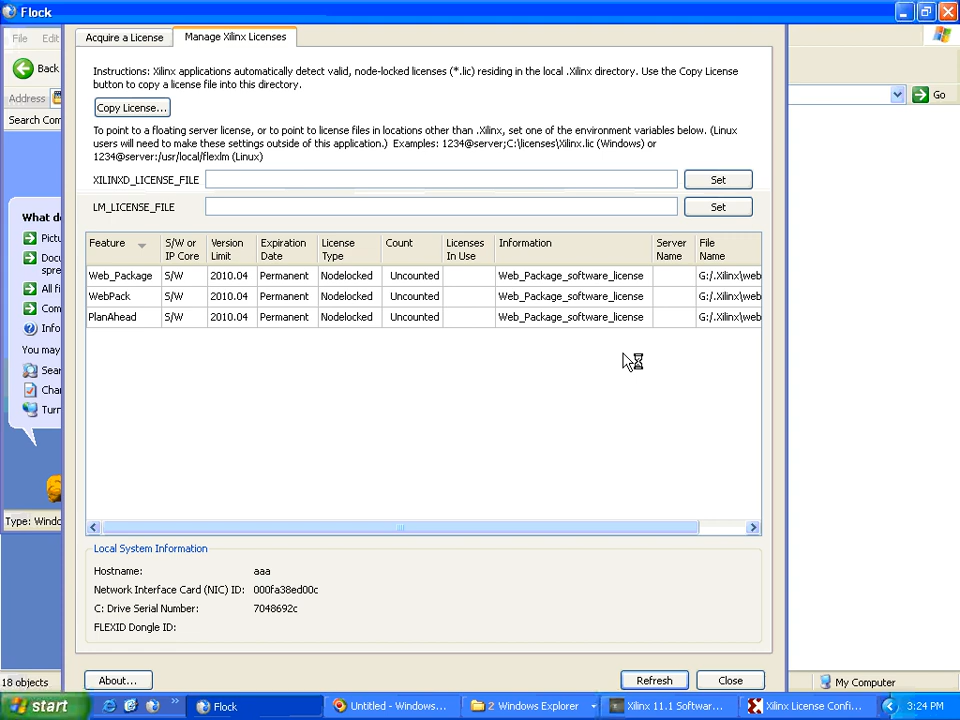 Flock
File Edit
Acquire a License Manage Xilinx Licenses
Back
Address
Go
Search Com
Instructions: Xilinx applications automatically detect valid, node-locked licenses (*.lic) residing in the local .Xilinx directory. Use the Copy License
button to copy a license file into this directory.
Copy License...
To point to a floating server license, or to point to license files in locations other than .Xilinx, set one of the environment variables below. (Linux
users will need to make these settings outside of this application.) Examples: 1234@server;C:\licenses\Xilinx.lic (Windows) or
1234@server:/usr/local/flexlm (Linux)
XILINXD_LICENSE_FILE Set
LM_LICENSE_FILE Set
Feature S/W or IP Core Version Limit Expiration Date License Type Count Licenses In Use Information Server Name File Name
Web_Package S/W 2010.04 Permanent Nodelocked Uncounted Web_Package_software_license G:/.Xilinx\web
WebPack S/W 2010.04 Permanent Nodelocked Uncounted Web_Package_software_license G:/.Xilinx\web
PlanAhead S/W 2010.04 Permanent Nodelocked Uncounted Web_Package_software_license G:/.Xilinx\web
What do
Pictu
Docu
spre
All fi
Com
Info
You may
Sear
Char
Turr
Type: Windo
Local System Information
Hostname: aaa
Network Interface Card (NIC) ID: 000fa38ed00c
C: Drive Serial Number: 7048692c
FLEXID Dongle ID:
About... Refresh Close
18 objects
My Computer
start Flock Untitled - Windows... 2 Windows Explorer Xilinx 11.1 Softwar... Xilinx License Confi... 3:24 PM